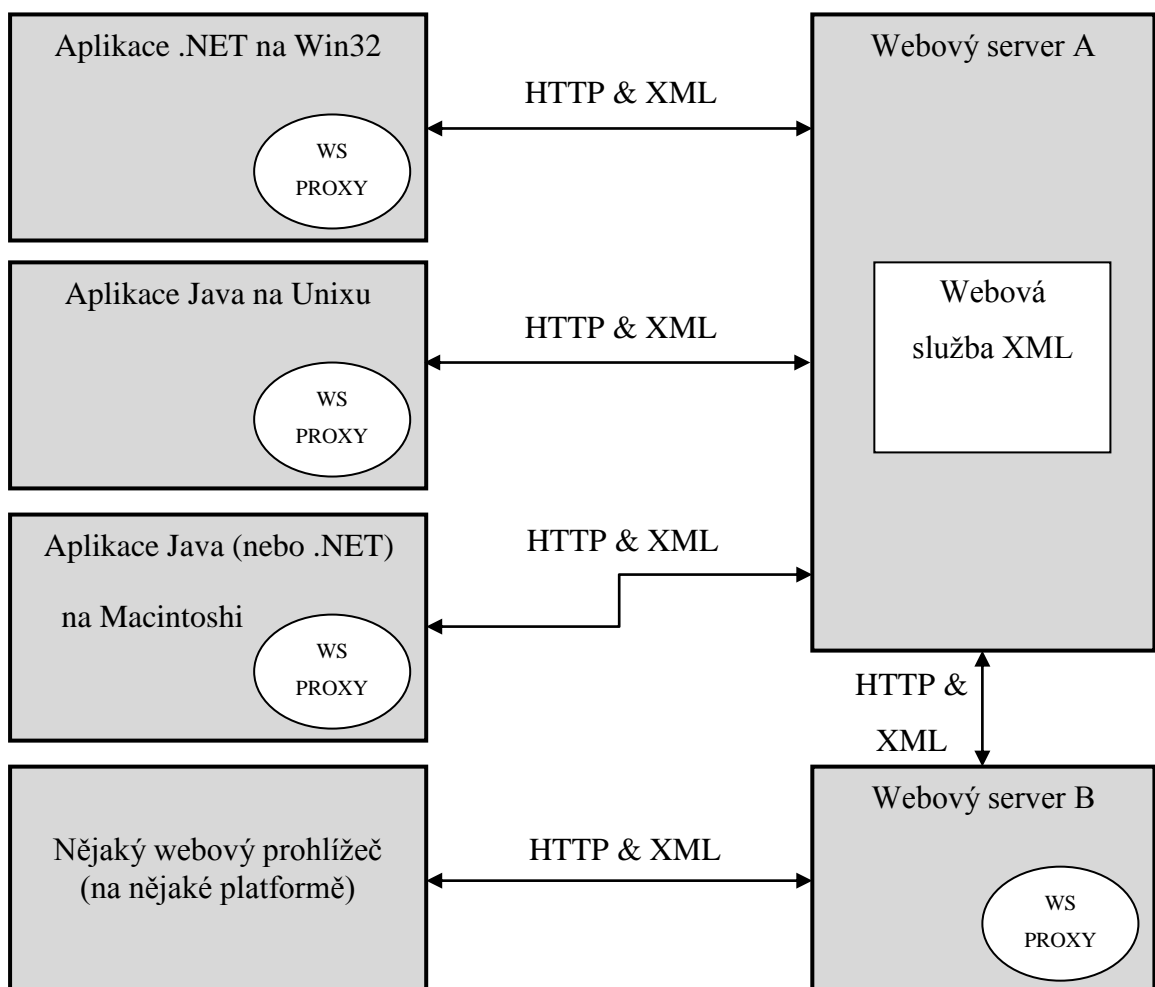 Aplikace .NET na Win32
WS
PROXY
HTTP & XML
Webový server A
Aplikace Java na Unixu
WS
PROXY
HTTP & XML
Webová
služba XML
Aplikace Java (nebo .NET)
na Macintoshi
WS
PROXY
HTTP & XML
HTTP &
XML
Nějaký webový prohlížeč
(na nějaké platformě)
HTTP & XML
Webový server B
WS
PROXY